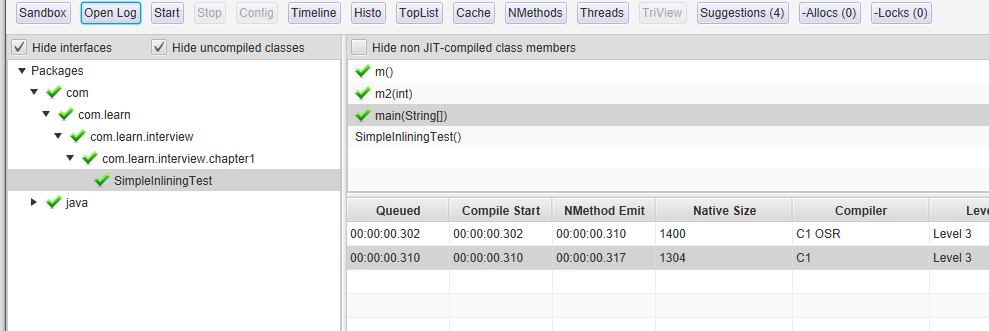 Sandbox Open Log Start Stop Config Timeline Histo TopList Cache NMethods Threads TriView Suggestions (4) -Allocs (0) -Locks (0)
Hide interfaces Hide uncompiled classes
Packages
com
com.learn
com.learn.interview
com.learn.interview.chapter1
SimpleInliningTest
java
Hide non JIT-compiled class members
m()
m2(int)
main(String[])
SimpleInliningTest()
Queued Compile Start NMethod Emit Native Size Compiler
00:00:00.302 00:00:00.302 00:00:00.310 1400 C1 OSR Level 3
00:00:00.310 00:00:00.310 00:00:00.317 1304 C1 Level 3